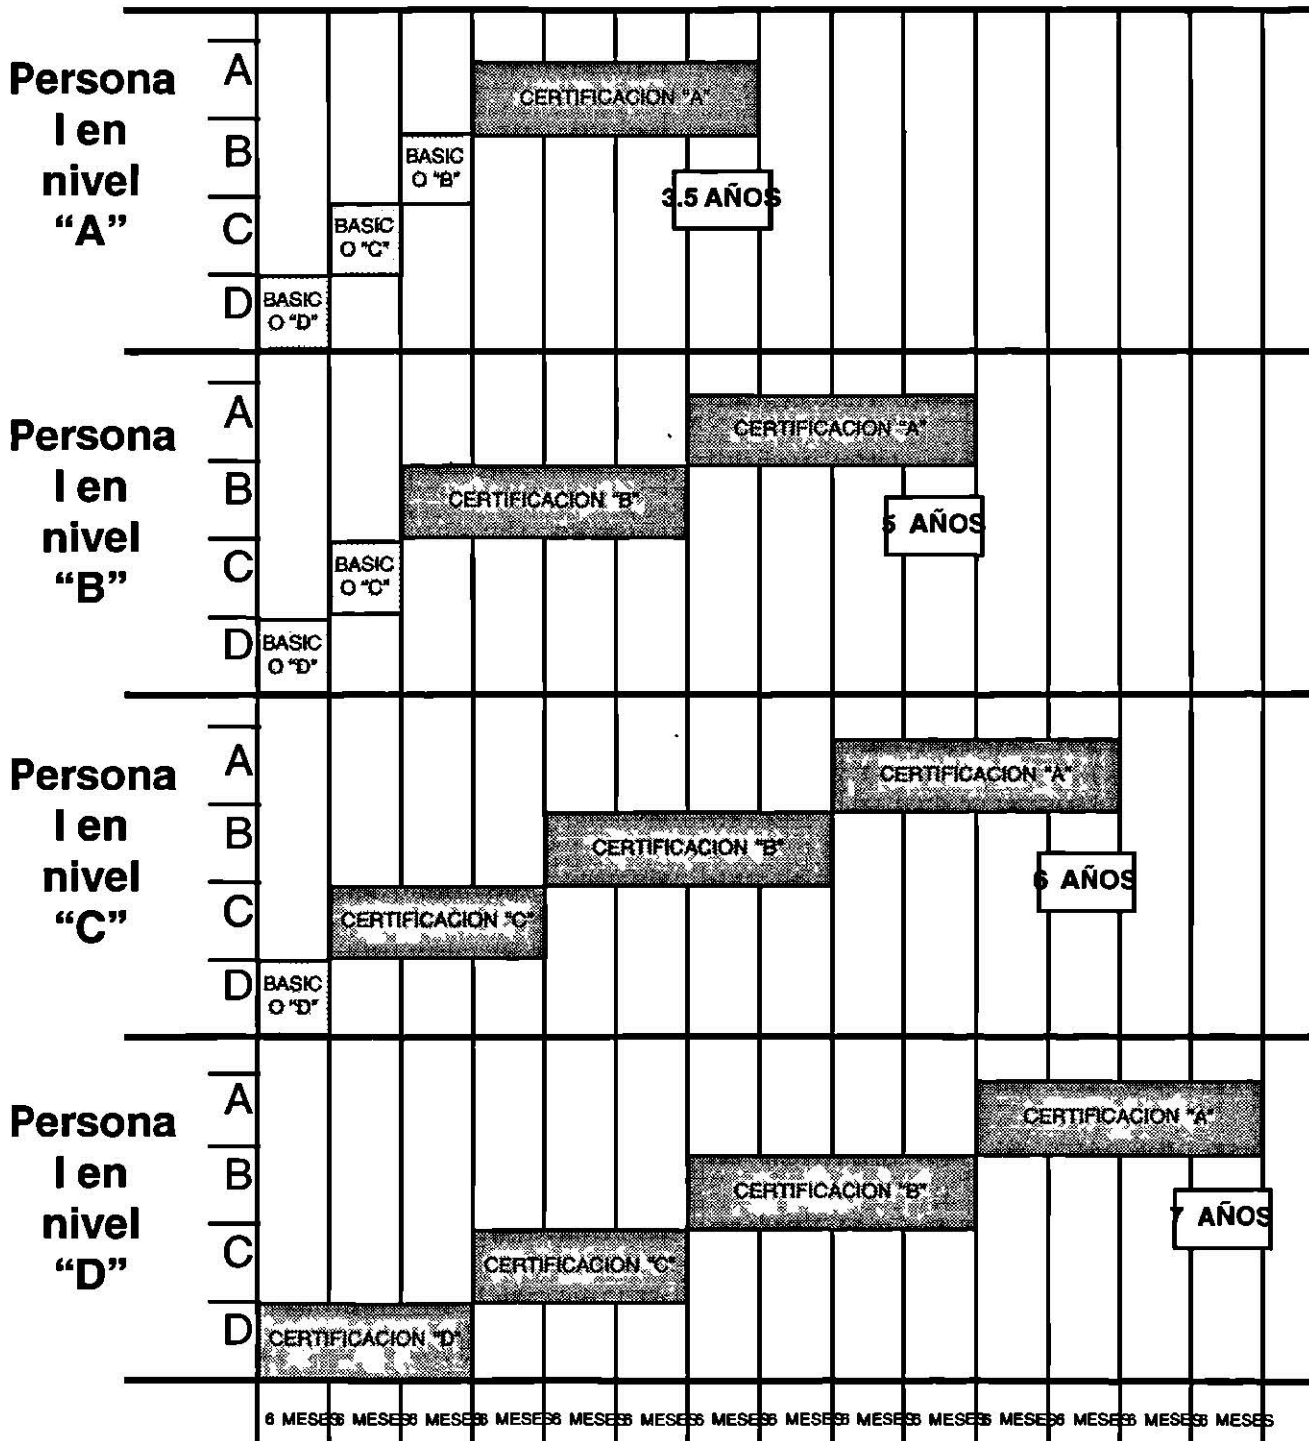 Persona
l en
nivel
“A”
A
CERTIFICACION "A"
B
BASIC
O "B"
3.5 AÑOS
C
BASIC
O "C"
D
BASIC
O "D"
Persona
l en
nivel
“B”
A
CERTIFICACION "A"
B
CERTIFICACION "B"
5 AÑOS
C
BASIC
O "C"
D
BASIC
O "D"
Persona
l en
nivel
“C”
A
CERTIFICACION "A"
B
CERTIFICACION "B"
6 AÑOS
C
CERTIFICACION "C"
D
BASIC
O "D"
Persona
l en
nivel
“D”
A
CERTIFICACION "A"
B
CERTIFICACION "B"
7 AÑOS
C
CERTIFICACION "C"
D
CERTIFICACION "D"
6 MESES 6 MESES 6 MESES 6 MESES 6 MESES 6 MESES 6 MESES 6 MESES 6 MESES 6 MESES 6 MESES 6 MESES 6 MESES 6 MESES